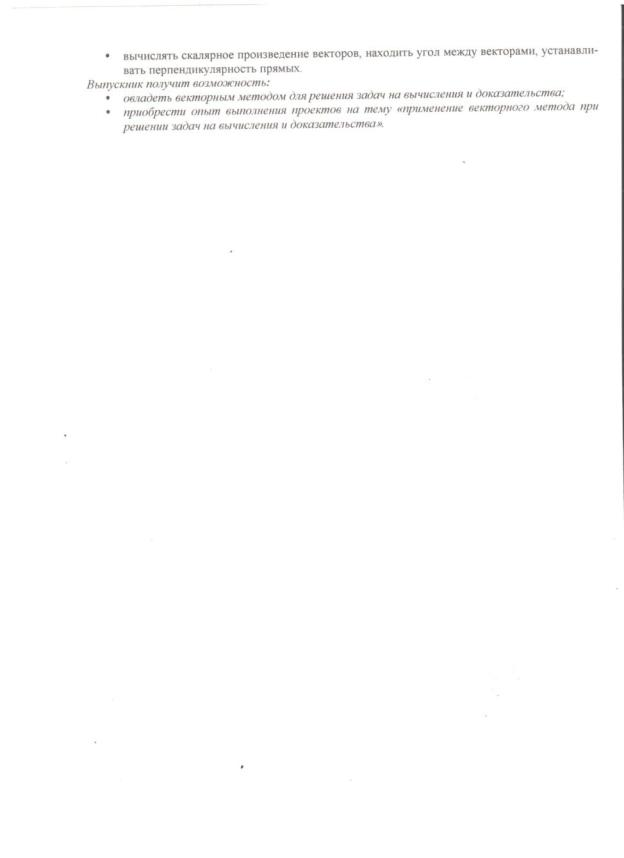 • вычислять скалярное произведение векторов, находить угол между векторами, устанавли-
вать перпендикулярность прямых.
Выпускник получит возможность:
• овладеть векторным методом для решения задач на вычисления и доказательства;
• приобрести опыт выполнения проектов на тему «применение векторного метода при
решении задач на вычисления и доказательства».